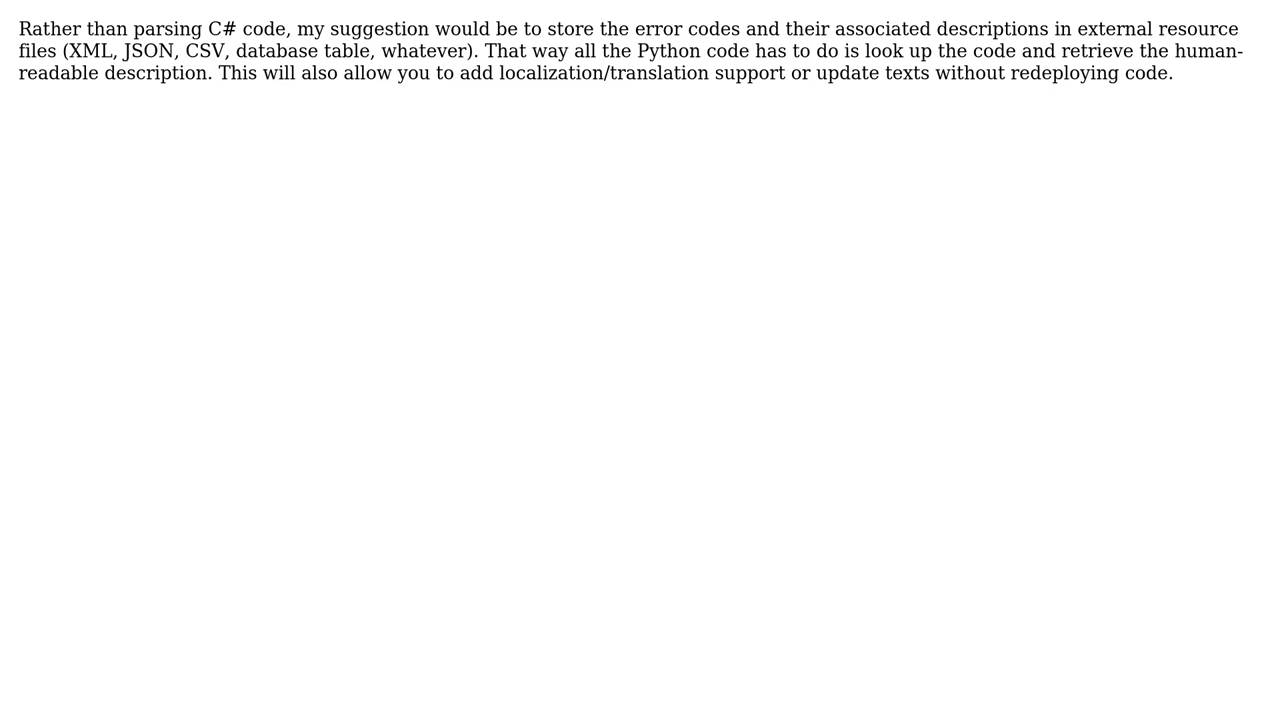 Rather than parsing C# code, my suggestion would be to store the error codes and their associated descriptions in external resource
files (XML, JSON, CSV, database table, whatever). That way all the Python code has to do is look up the code and retrieve the human-
readable description. This will also allow you to add localization/translation support or update texts without redeploying code.